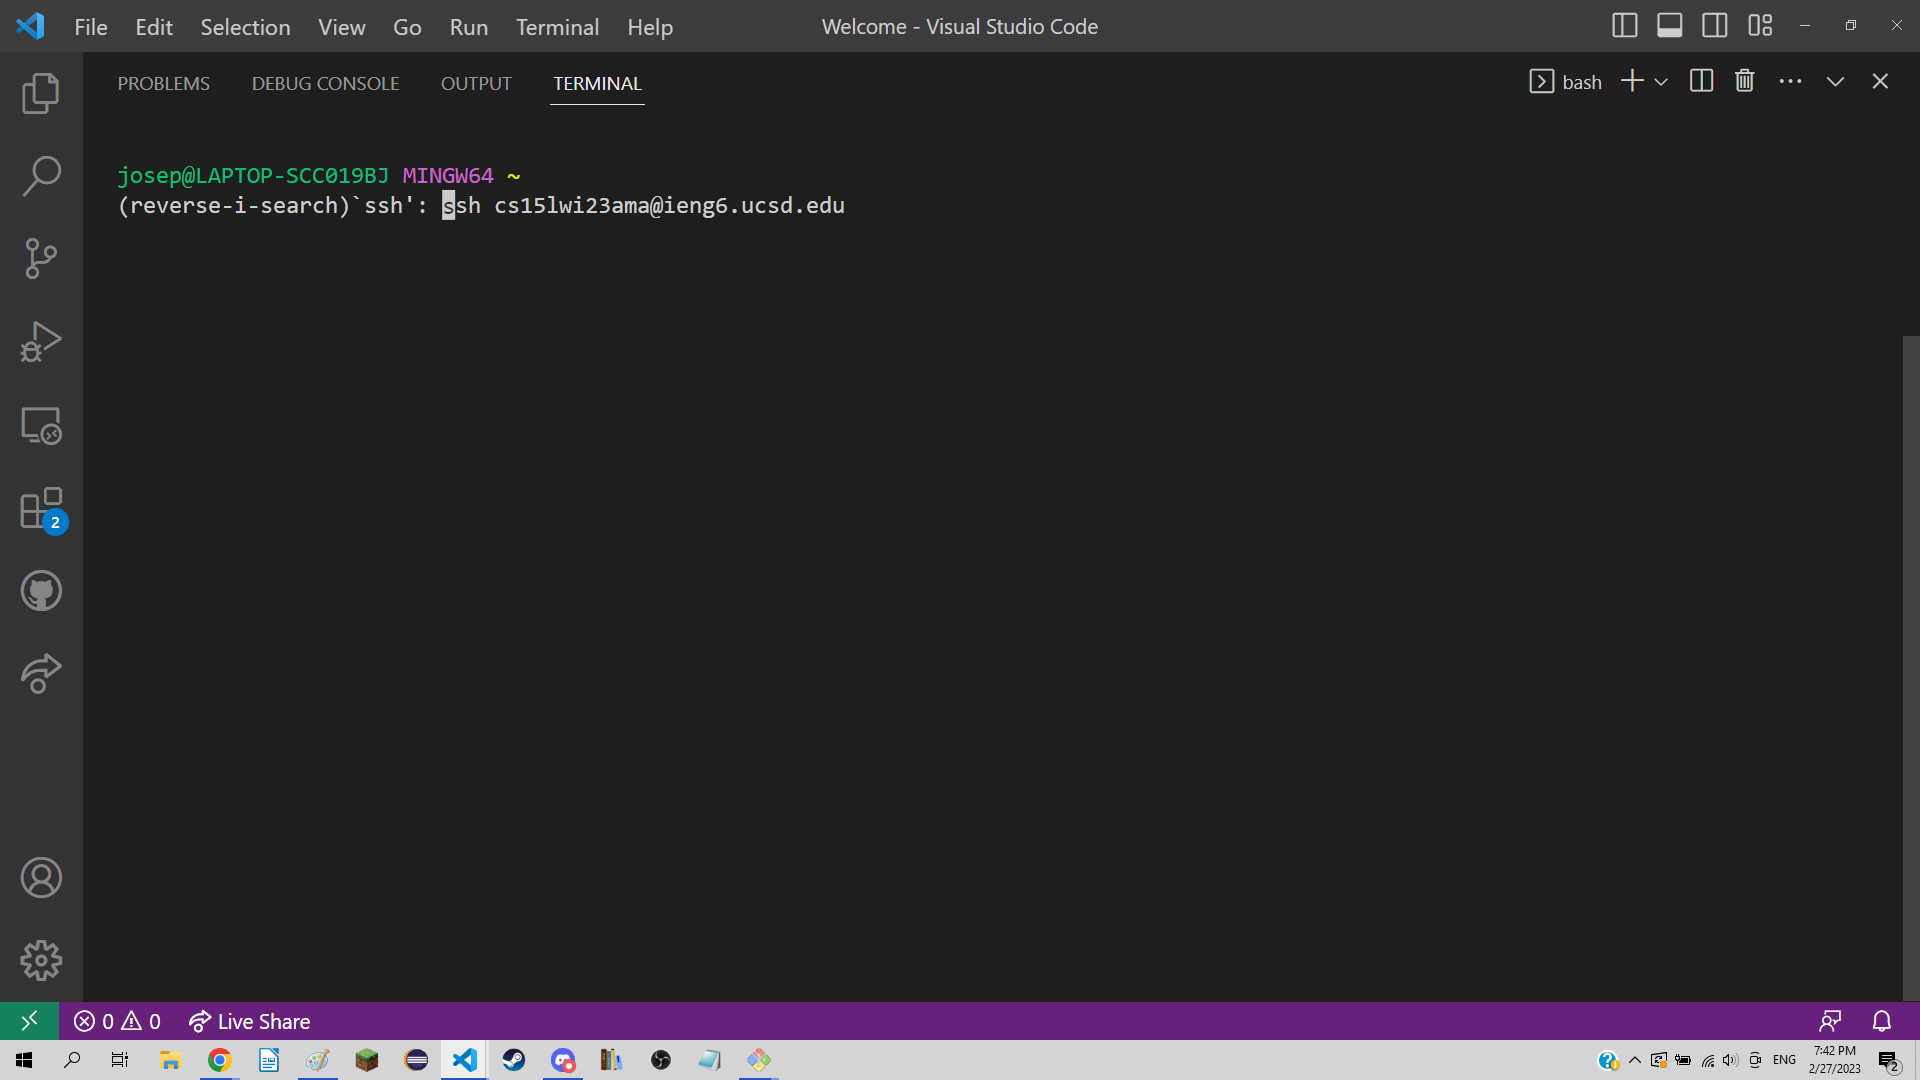 File Edit Selection View Go Run Terminal Help Welcome - Visual Studio Code
PROBLEMS DEBUG CONSOLE OUTPUT TERMINAL bash
josep@LAPTOP-SCC019BJ MINGW64 ~
(reverse-i-search)`ssh': ssh cs15lwi23ama@ieng6.ucsd.edu
2
0 0 Live Share
ENG 7:42 PM
2/27/2023 2